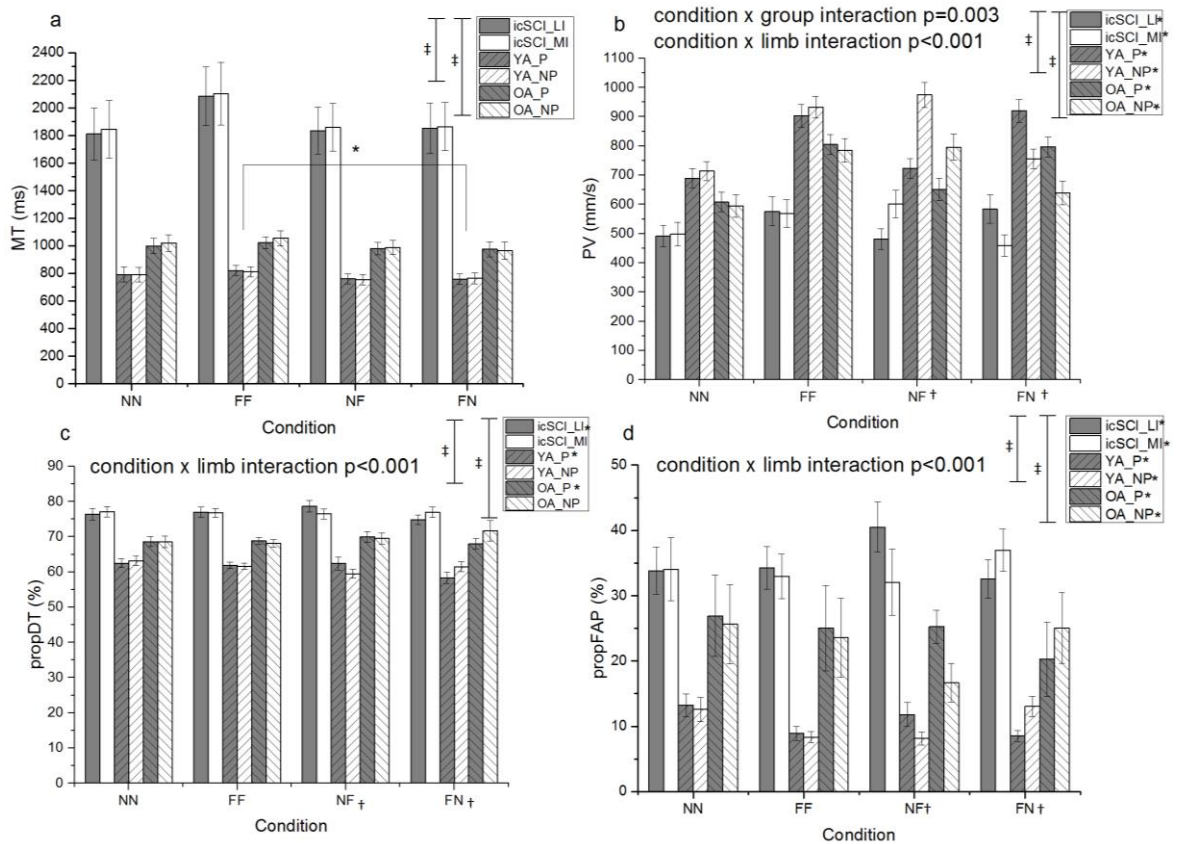 a
‡
‡
icSCI_LI
icSCI_MI
YA_P
YA_NP
OA_P
OA_NP
2600
2400
2200
2000
1800
1600
1400
1200
1000
800
600
400
200
0
MT (ms)
*
NN FF NF FN
Condition
b
condition x group interaction p=0.003
condition x limb interaction p<0.001
‡
‡
icSCI_LI*
icSCI_MI*
YA_P*
YA_NP*
OA_P*
OA_NP*
1100
1000
900
800
700
600
500
400
300
200
100
0
PV (mm/s)
NN FF NF † FN †
Condition
c
condition x limb interaction p<0.001
‡
‡
icSCI_LI*
icSCI_MI
YA_P*
YA_NP
OA_P*
OA_NP
90
80
70
60
50
40
30
20
10
0
propDT (%)
NN FF NF † FN †
Condition
d
condition x limb interaction p<0.001
‡
‡
icSCI_LI*
icSCI_MI*
YA_P*
YA_NP*
OA_P*
OA_NP*
50
40
30
20
10
0
propFAP (%)
NN FF NF† FN †
Condition